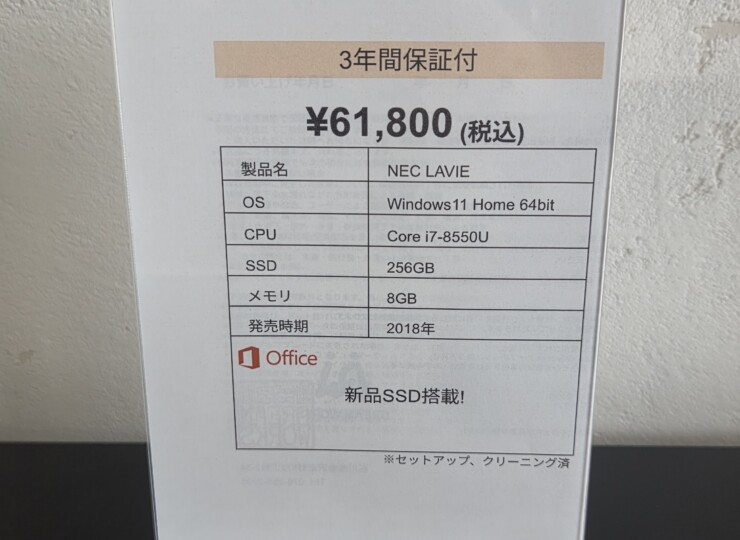 3年間保証付
¥61,800 (税込)
製品名 NEC LAVIE
OS Windows11 Home 64bit
CPU Core i7-8550U
SSD 256GB
メモリ 8GB
発売時期 2018年
Office
新品SSD搭載!
※セットアップ、クリーニング済